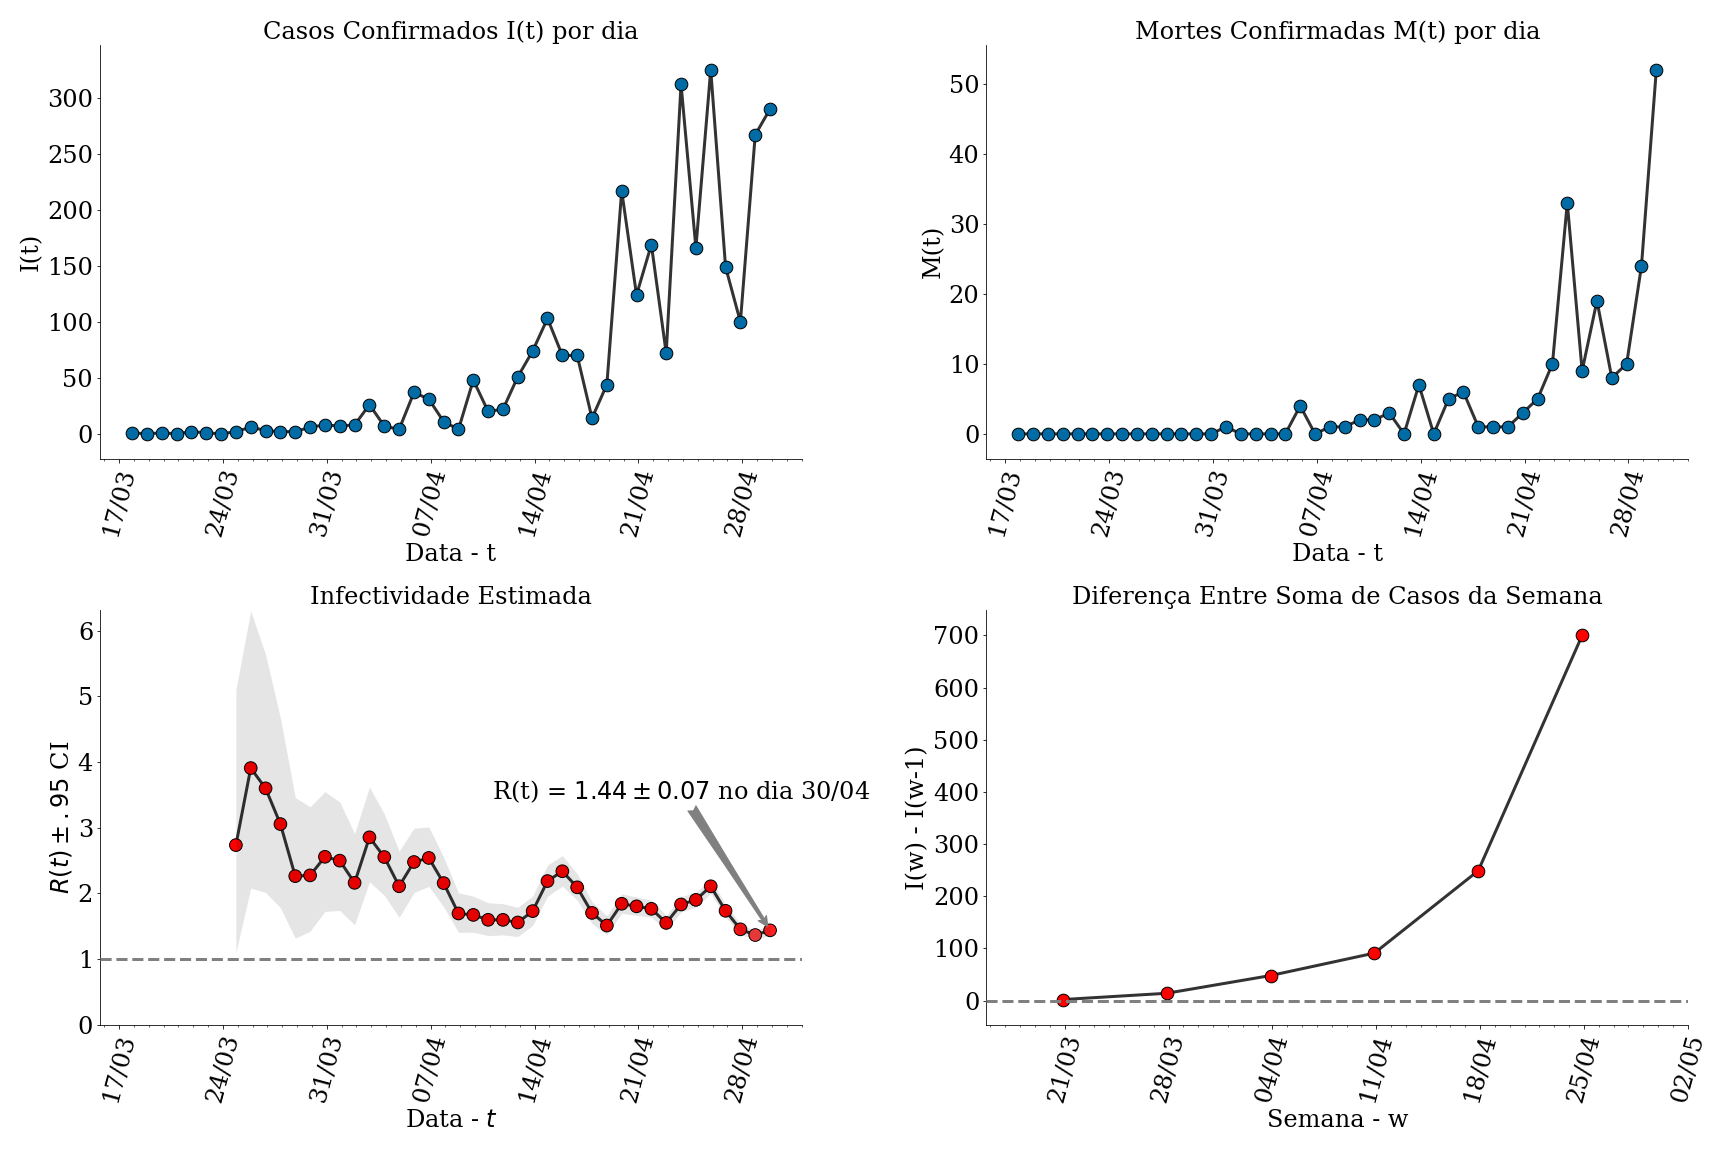 Casos Confirmados I(t) por dia
I(t)
300
250
200
150
100
50
0
17/03 24/03 31/03 07/04 14/04 21/04 28/04
Data - t
Mortes Confirmadas M(t) por dia
M(t)
50
40
30
20
10
0
17/03 24/03 31/03 07/04 14/04 21/04 28/04
Data - t
Infectividade Estimada
R(t) ± .95 CI
6
5
4
3
2
1
0
R(t) = 1.44 ± 0.07 no dia 30/04
17/03 24/03 31/03 07/04 14/04 21/04 28/04
Data - t
Diferença Entre Soma de Casos da Semana
I(w) - I(w-1)
700
600
500
400
300
200
100
0
21/03 28/03 04/04 11/04 18/04 25/04 02/05
Semana - w